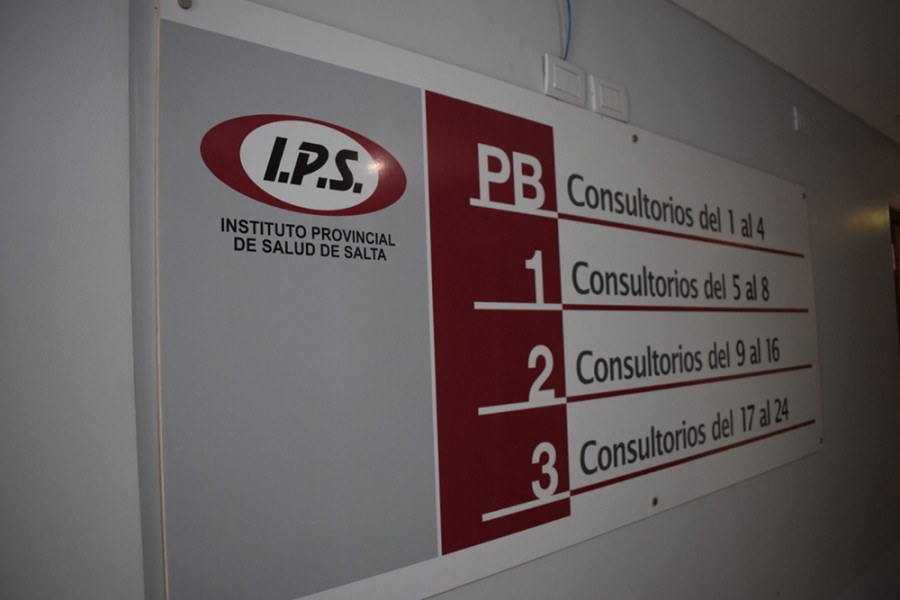 I.P.S.
INSTITUTO PROVINCIAL
DE SALUD DE SALTA
PB Consultorios del 1 al 4
1 Consultorios del 5 al 8
2 Consultorios del 9 al 16
3 Consultorios del 17 al 24